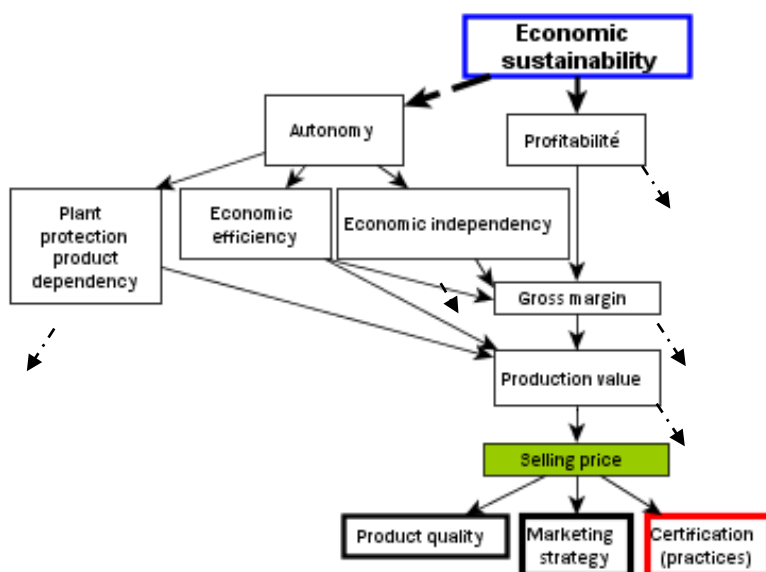 Economic
sustainability
Autonomy
Profitabilité
Plant
protection
product
dependency
Economic
efficiency
Economic independency
Gross margin
Production value
Selling price
Product quality
Marketing
strategy
Certification
(practices)